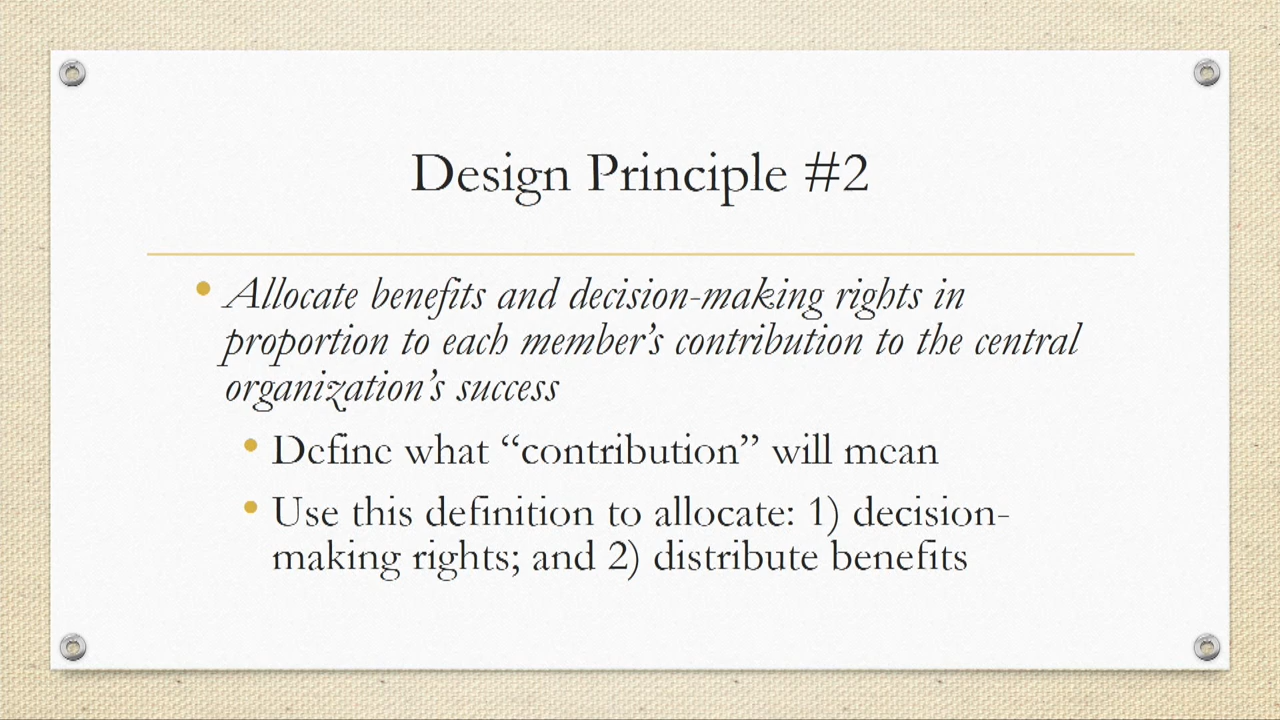 Design Principle #2
• Allocate benefits and decision-making rights in
proportion to each member’s contribution to the central
organization’s success
• Define what “contribution” will mean
• Use this definition to allocate: 1) decision-
making rights; and 2) distribute benefits